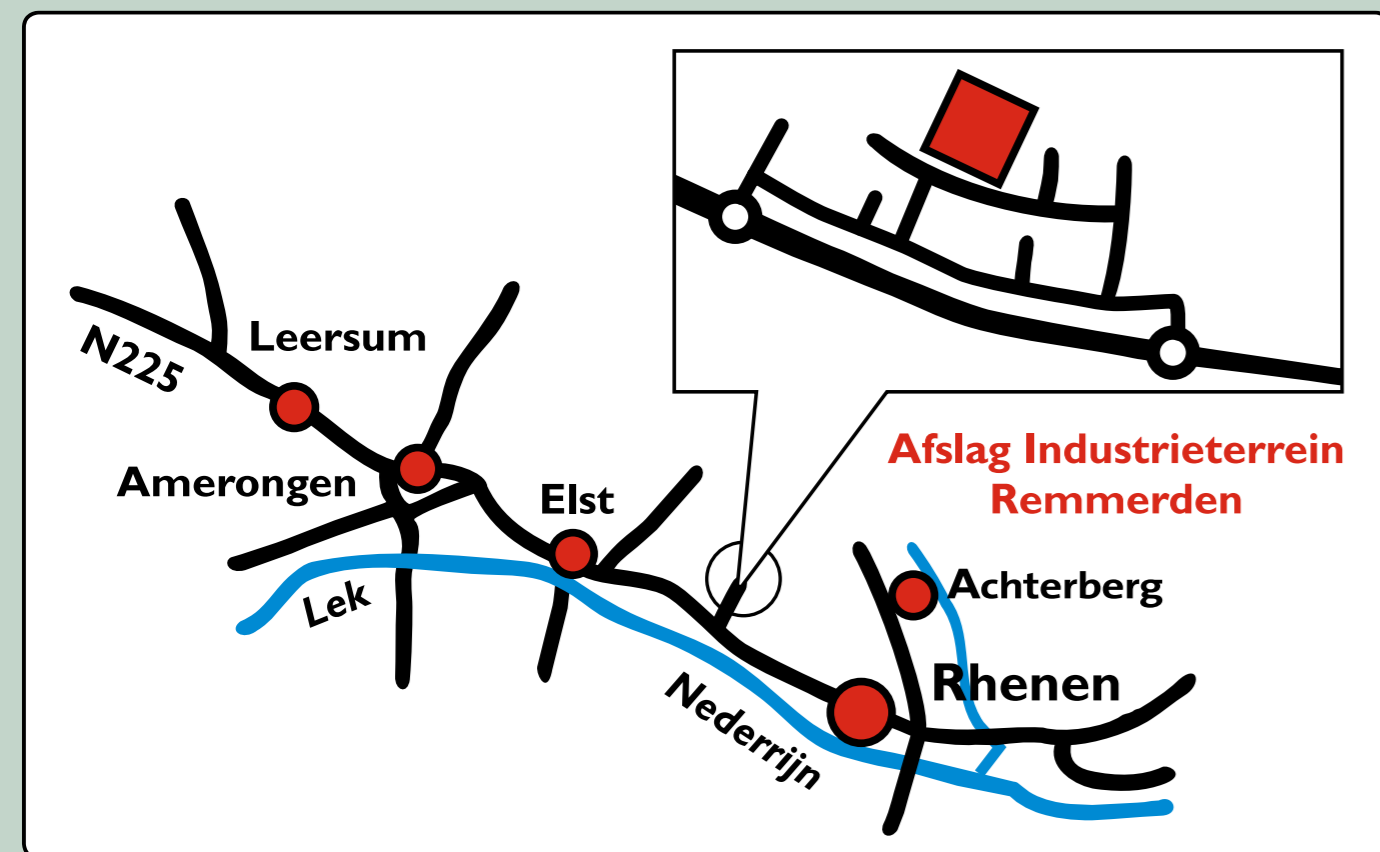 N225
Leersum
Amerongen
Elst
Lek
Afslag Industrieterrein
Remmerden
Achterberg
Rhenen
Nederrijn